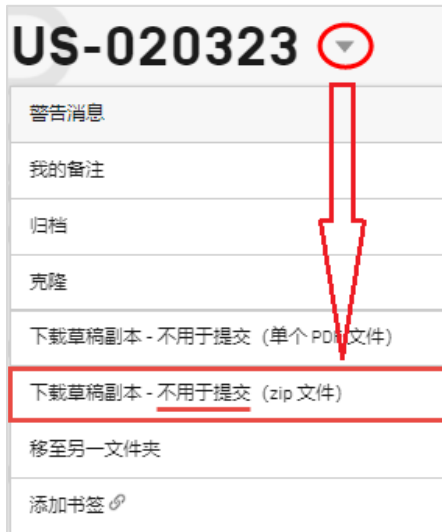 US-020323
警告消息
我的备注
归档
克隆
下载草稿副本 - 不用于提交 (单个 PDF 文件)
下载草稿副本 - 不用于提交 (zip 文件)
移至另一文件夹
添加书签